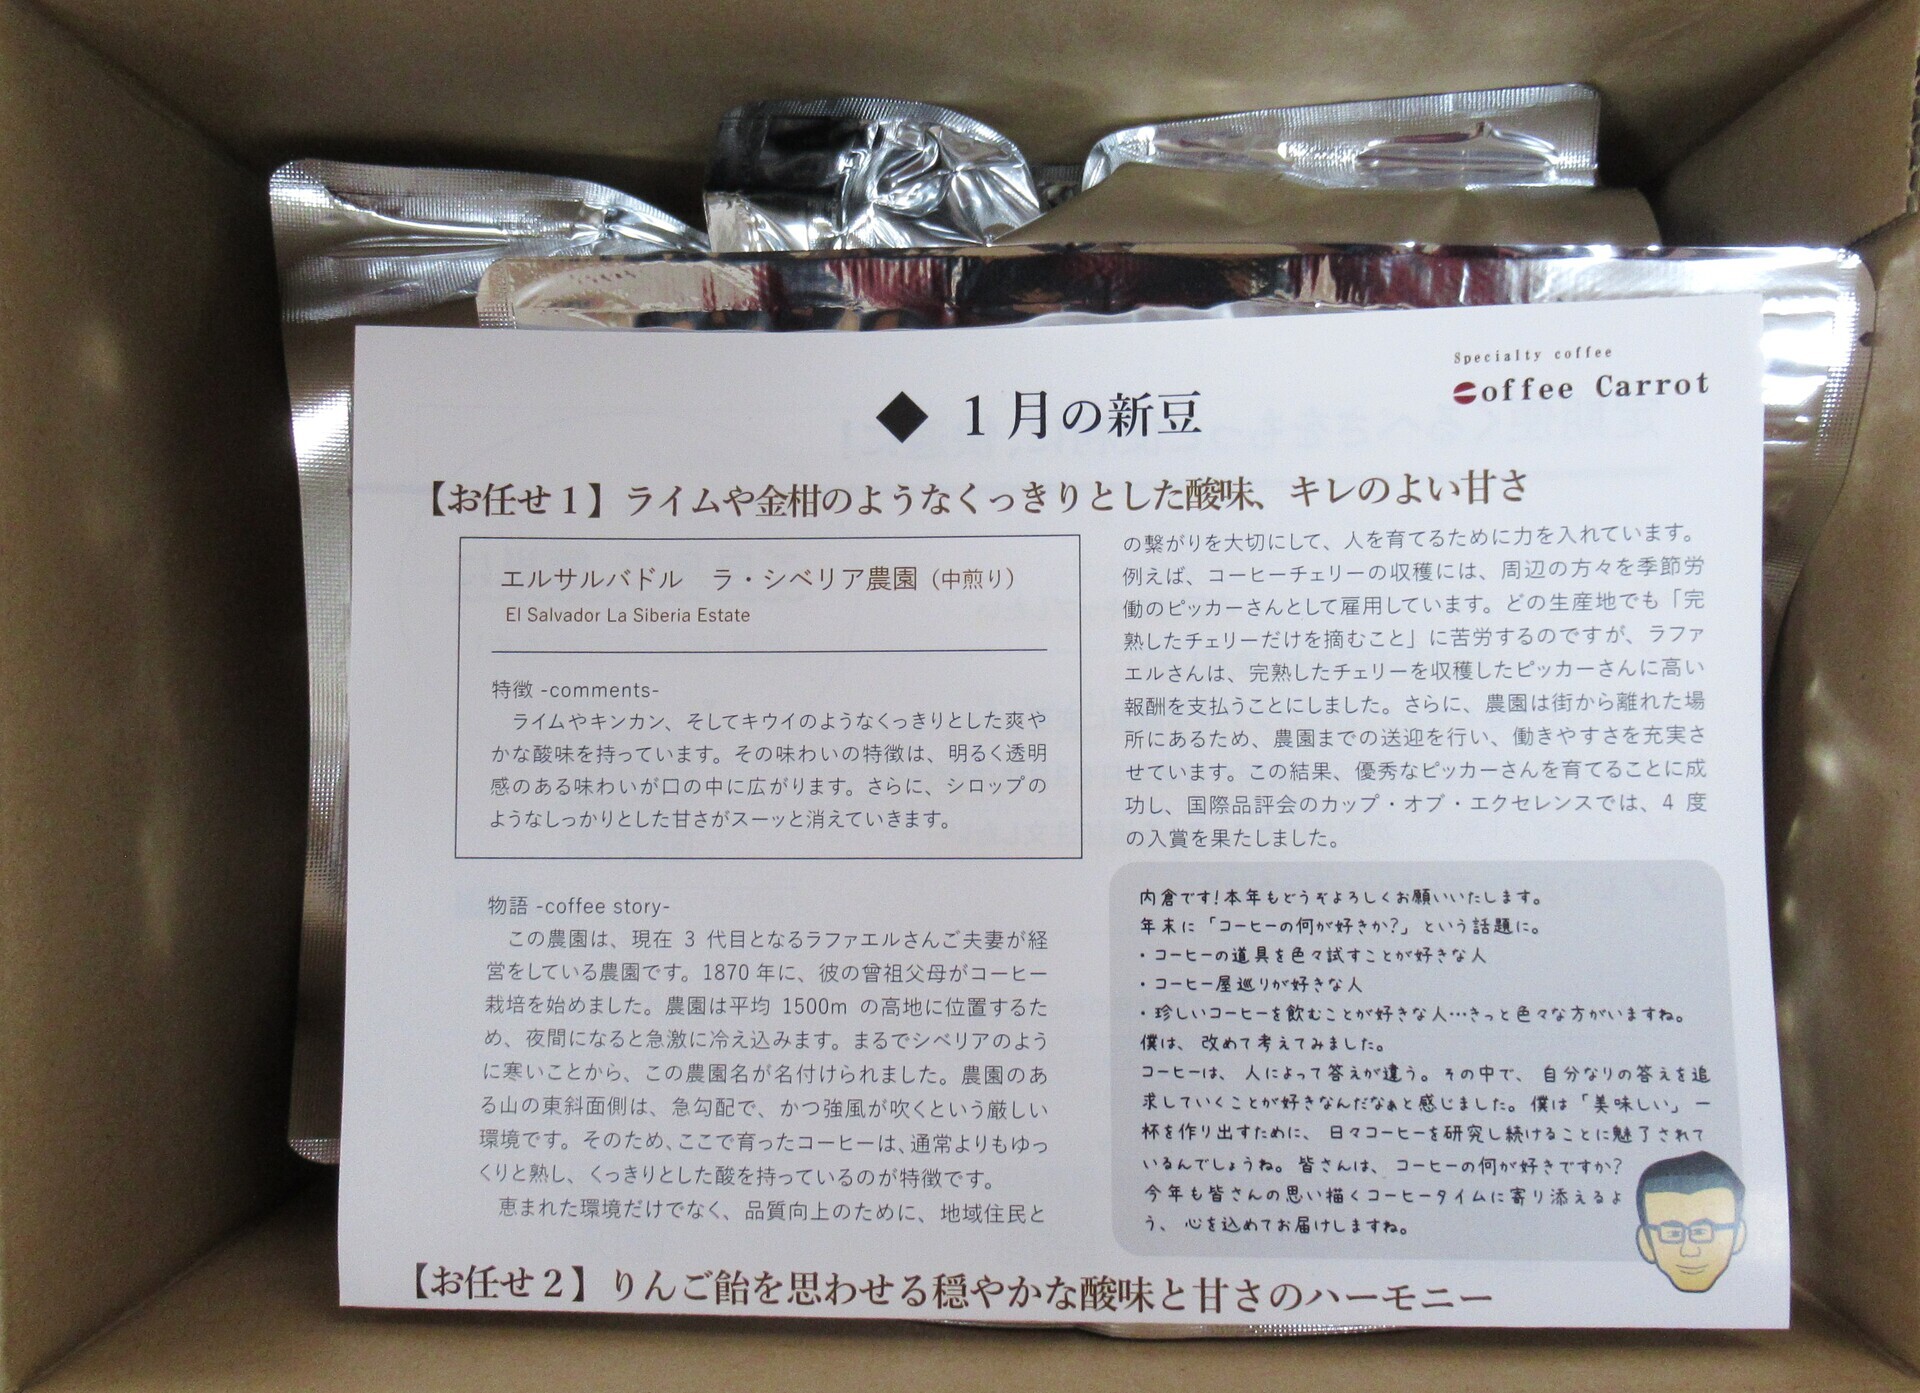 Specialty coffee
Coffee Carrot
◆ 1月の新豆
【お任せ1】ライムや金柑のようなくっきりとした酸味、キレのよい甘さ
エルサルバドル　ラ・シベリア農園（中煎り）
El Salvador La Siberia Estate
特徴 -comments-
ライムやキンカン、そしてキウイのようなくっきりとした爽や
かな酸味を持っています。その味わいの特徴は、明るく透明
感のある味わいが口の中に広がります。さらに、シロップの
ようなしっかりとした甘さがスーッと消えていきます。
物語 -coffee story-
この農園は、現在 3 代目となるラファエルさんご夫妻が経
営をしている農園です。1870 年に、彼の曾祖父母がコーヒー
栽培を始めました。農園は平均 1500m の高地に位置するた
め、夜間になると急激に冷え込みます。まるでシベリアのよう
に寒いことから、この農園名が名付けられました。農園のあ
る山の東斜面側は、急勾配で、かつ強風が吹くという厳しい
環境です。そのため、ここで育ったコーヒーは、通常よりもゆっ
くりと熟し、くっきりとした酸を持っているのが特徴です。
恵まれた環境だけでなく、品質向上のために、地域住民と
の繋がりを大切にして、人を育てるために力を入れています。
例えば、コーヒーチェリーの収穫には、周辺の方々を季節労
働のピッカーさんとして雇用しています。どの生産地でも「完
熟したチェリーだけを摘むこと」に苦労するのですが、ラファ
エルさんは、完熟したチェリーを収穫したピッカーさんに高い
報酬を支払うことにしました。さらに、農園は街から離れた場
所にあるため、農園までの送迎を行い、働きやすさを充実さ
せています。この結果、優秀なピッカーさんを育てることに成
功し、国際品評会のカップ・オブ・エクセレンスでは、4 度
の入賞を果たしました。
内倉です！本年もどうぞよろしくお願いいたします。
年末に「コーヒーの何が好きか？」という話題に。
・コーヒーの道具を色々試すことが好きな人
・コーヒー屋巡りが好きな人
・珍しいコーヒーを飲むことが好きな人…きっと色々な方がいますね。
僕は、改めて考えてみました。
コーヒーは、人によって答えが違う。その中で、自分なりの答えを追
求していくことが好きなんだなぁと感じました。僕は「美味しい」一
杯を作り出すために、日々コーヒーを研究し続けることに魅了されて
いるんでしょうね。皆さんは、コーヒーの何が好きですか？
今年も皆さんの思い描くコーヒータイムに寄り添えるよ
う、心を込めてお届けしますね。
【お任せ2】りんご飴を思わせる穏やかな酸味と甘さのハーモニー